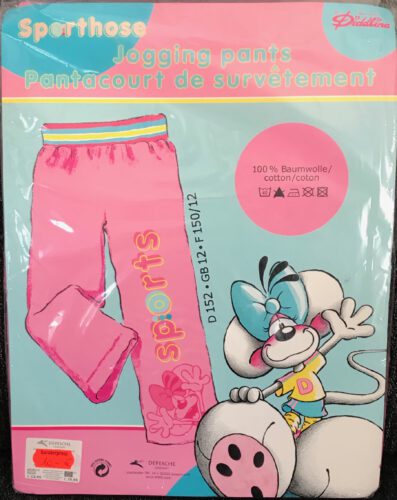 Sporthose
Diddlina
Jogging pants
Pantacourt de survêtement
100 % Baumwolle/
cotton/coton
D 152 • GB 12 • F 150/12
sports
D
DEPESCHE